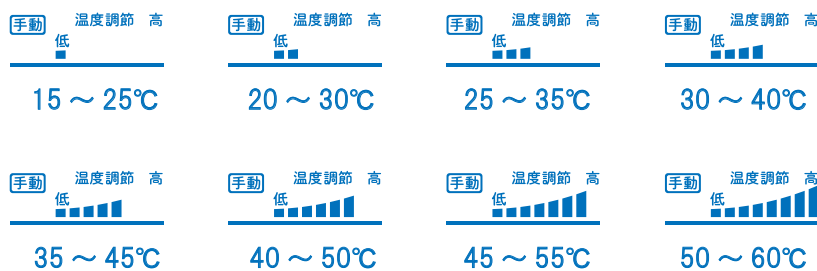 手動 温度調節 高
低
15 ～ 25℃
手動 温度調節 高
低
20 ～ 30℃
手動 温度調節 高
低
25 ～ 35℃
手動 温度調節 高
低
30 ～ 40℃
手動 温度調節 高
低
35 ～ 45℃
手動 温度調節 高
低
40 ～ 50℃
手動 温度調節 高
低
45 ～ 55℃
手動 温度調節 高
低
50 ～ 60℃